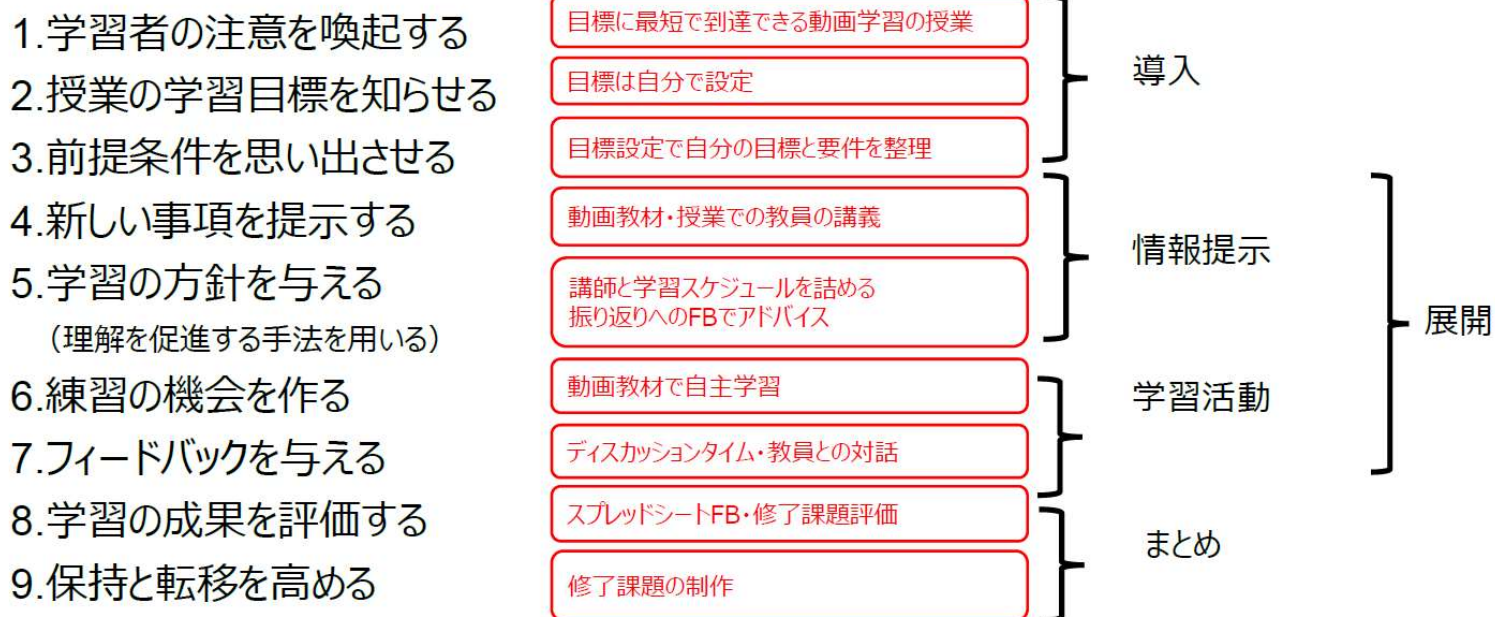 1.学習者の注意を喚起する
2.授業の学習目標を知らせる
3.前提条件を思い出させる
4.新しい事項を提示する
5.学習の方針を与える
（理解を促進する手法を用いる）
6.練習の機会を作る
7.フィードバックを与える
8.学習の成果を評価する
9.保持と転移を高める
目標に最短で到達できる動画学習の授業
目標は自分で設定
目標設定で自分の目標と要件を整理
動画教材・授業での教員の講義
講師と学習スケジュールを詰める
振り返りへのFBでアドバイス
動画教材で自主学習
ディスカッションタイム・教員との対話
スプレッドシートFB・修了課題評価
修了課題の制作
導入
情報提示
学習活動
まとめ
展開